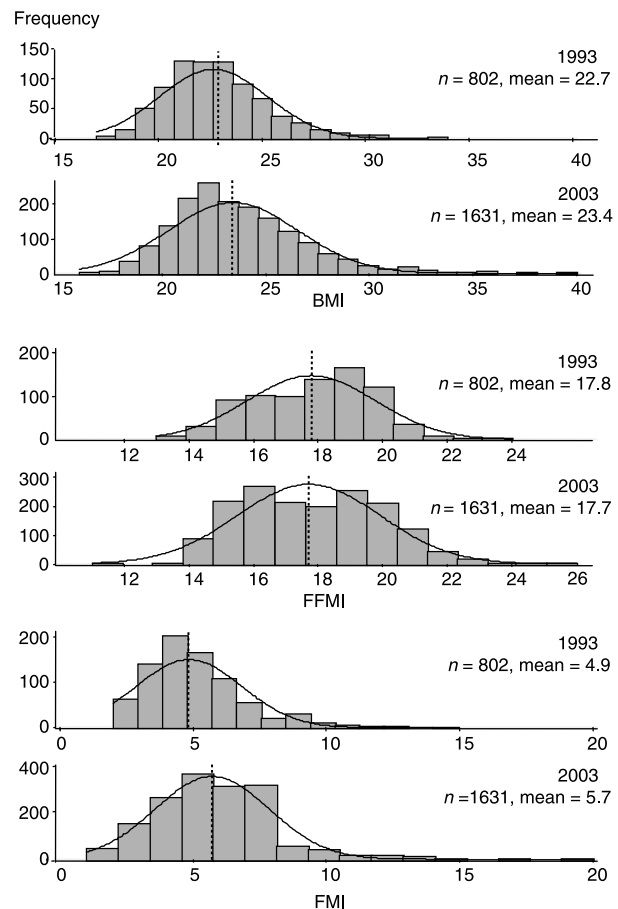 Frequency
150
100
50
0
1993
n = 802, mean = 22.7
15 20 25 30 35 40
200
100
0
2003
n = 1631, mean = 23.4
15 20 25 30 35 40
BMI
200
100
0
1993
n = 802, mean = 17.8
12 14 16 18 20 22 24
300
200
100
0
2003
n = 1631, mean = 17.7
12 14 16 18 20 22 24 26
FFMI
200
100
0
1993
n = 802, mean = 4.9
0 5 10 15 20
400
200
0
2003
n =1631, mean = 5.7
0 5 10 15 20
FMI